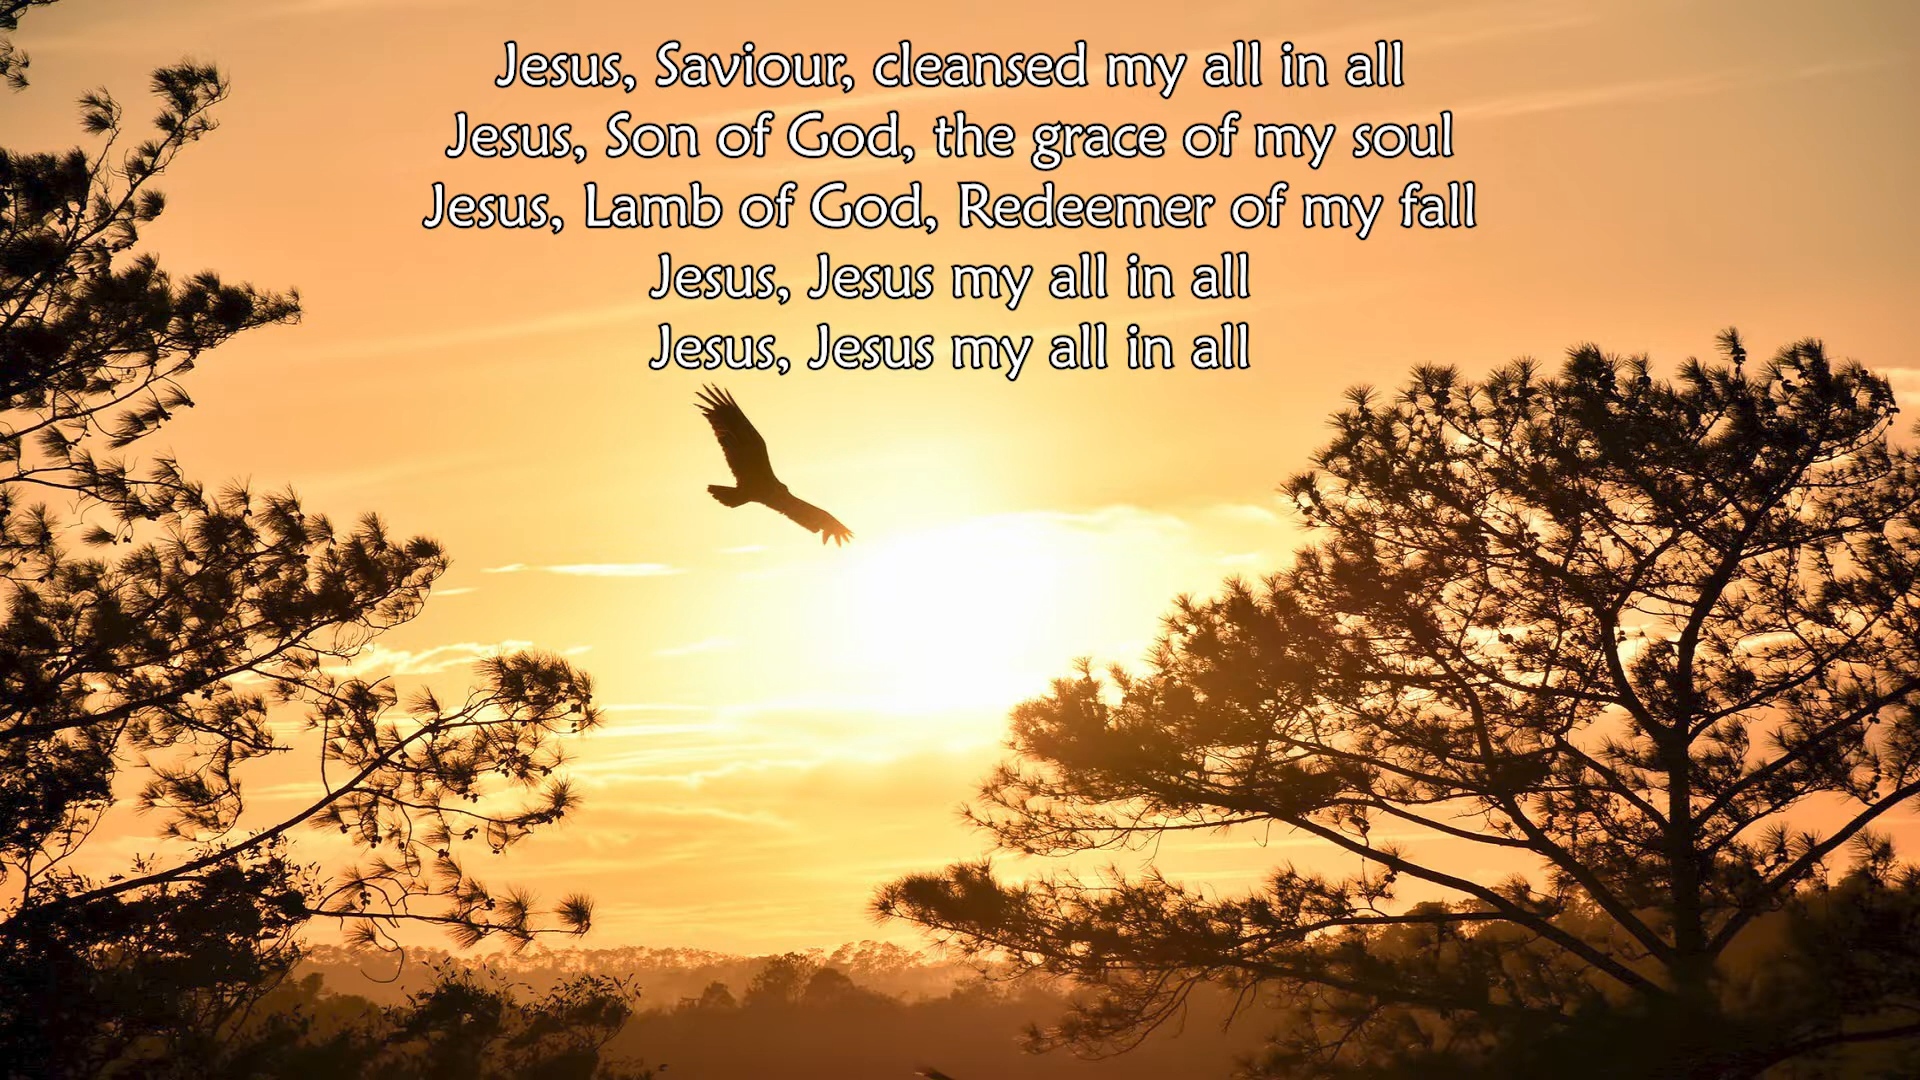 Jesus, Saviour, cleansed my all in all
Jesus, Son of God, the grace of my soul
Jesus, Lamb of God, Redeemer of my fall
Jesus, Jesus my all in all
Jesus, Jesus my all in all